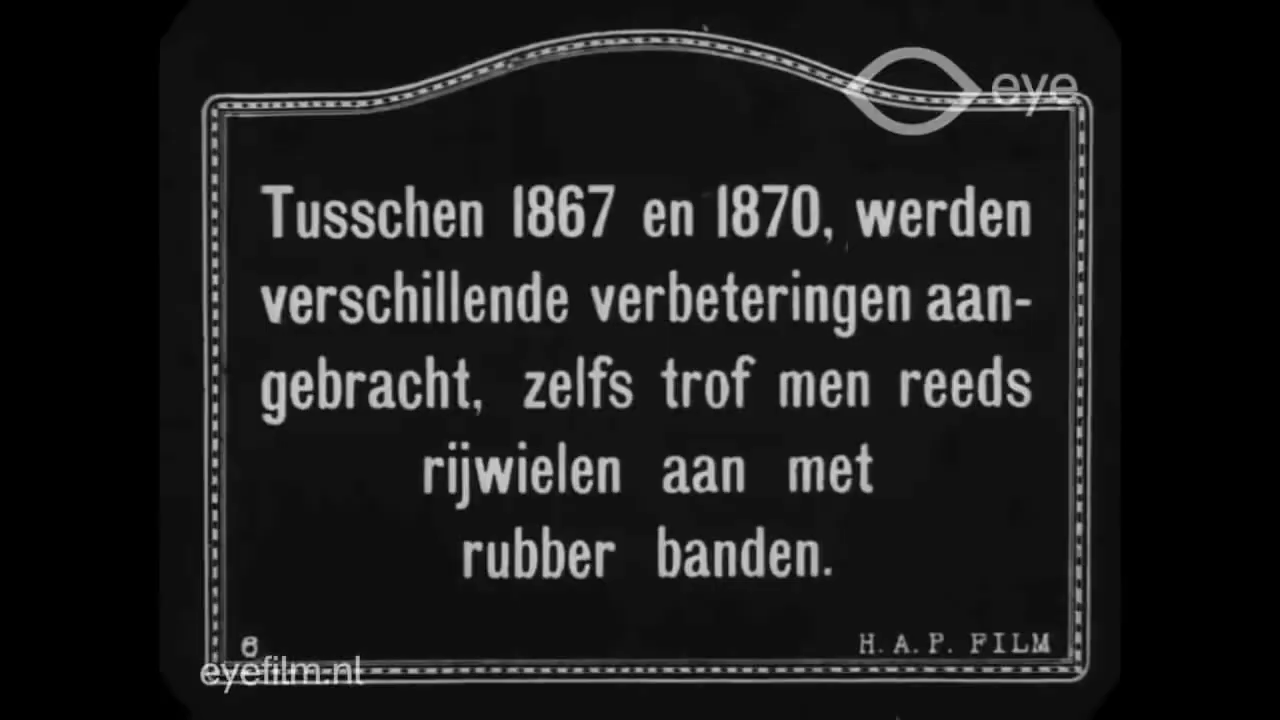 eye
Tusschen 1867 en 1870, werden
verschillende verbeteringen aan-
gebracht, zelfs trof men reeds
rijwielen aan met
rubber banden.
6
H. A. P. FILM
eyefilm.nl